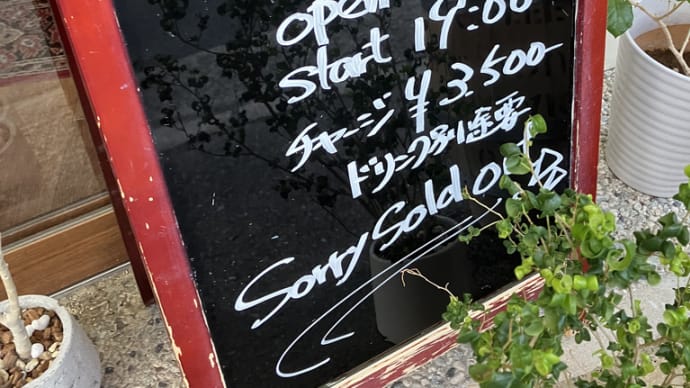 open
start 19:00
チャージ ¥3.500
ドリンク別途要
Sorry Sold out